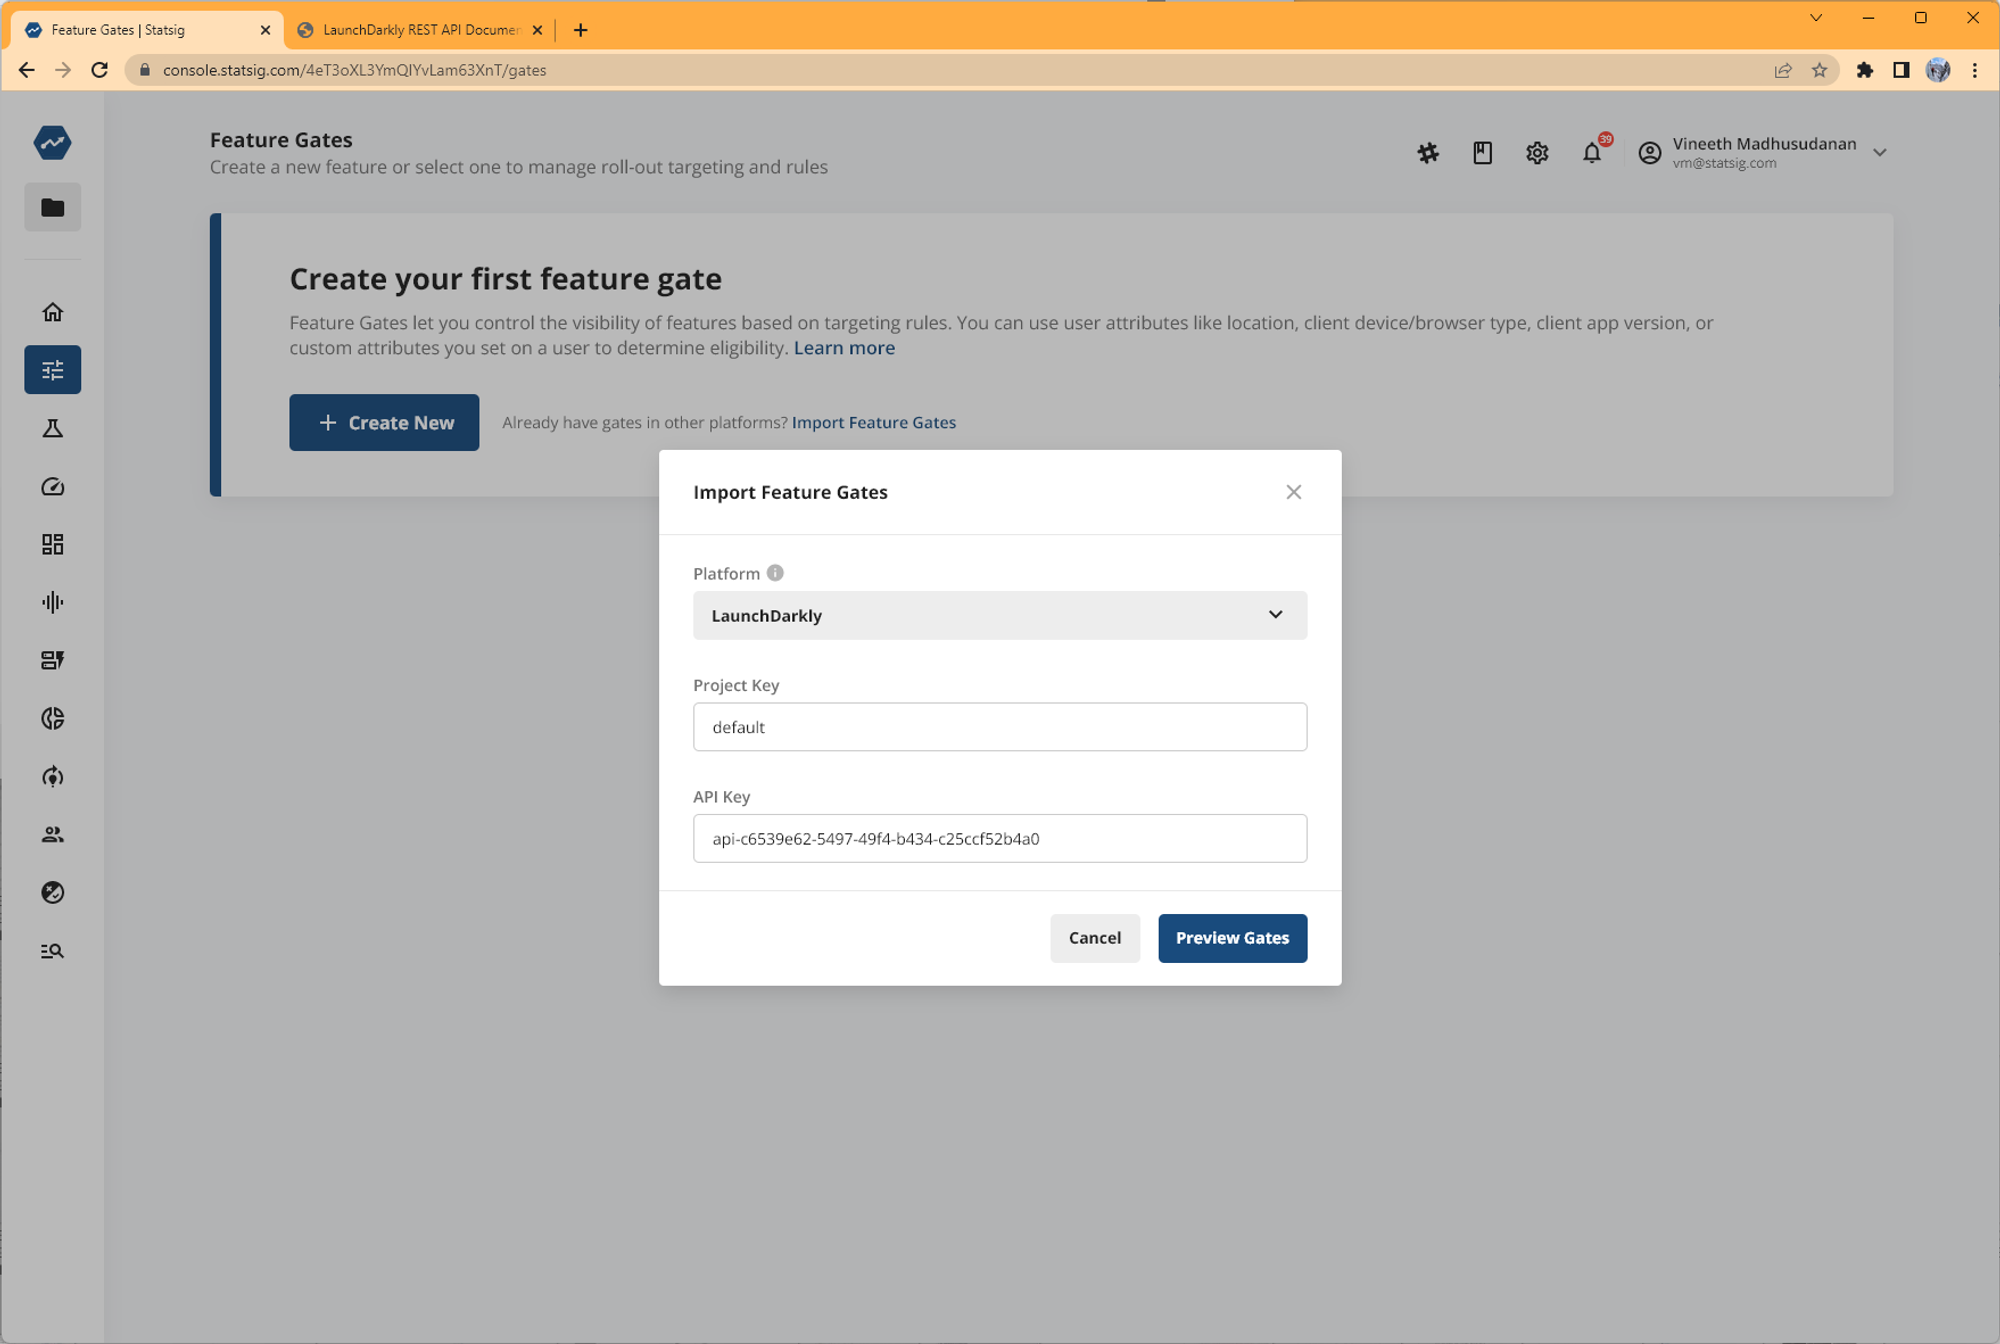 Feature Gates | Statsig
LaunchDarkly REST API Documen
console.statsig.com/4eT3oXL3YmQJYvLam63XnT/gates
Feature Gates
Create a new feature or select one to manage roll-out targeting and rules
39
Vineeth Madhusudanan
vm@statsig.com
Create your first feature gate
Feature Gates let you control the visibility of features based on targeting rules. You can use user attributes like location, client device/browser type, client app version, or
custom attributes you set on a user to determine eligibility. Learn more
+ Create New
Already have gates in other platforms? Import Feature Gates
Import Feature Gates
Platform
LaunchDarkly
Project Key
default
API Key
api-c6539e62-5497-49f4-b434-c25ccf52b4a0
Cancel
Preview Gates